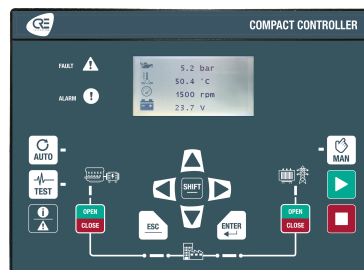 CRE
COMPACT CONTROLLER
FAULT
ALARM
5.2 bar
50.4 °C
1500 rpm
23.7 V
AUTO
TEST
MAN
SHIFT
OPEN
CLOSE
ESC
ENTER
OPEN
CLOSE